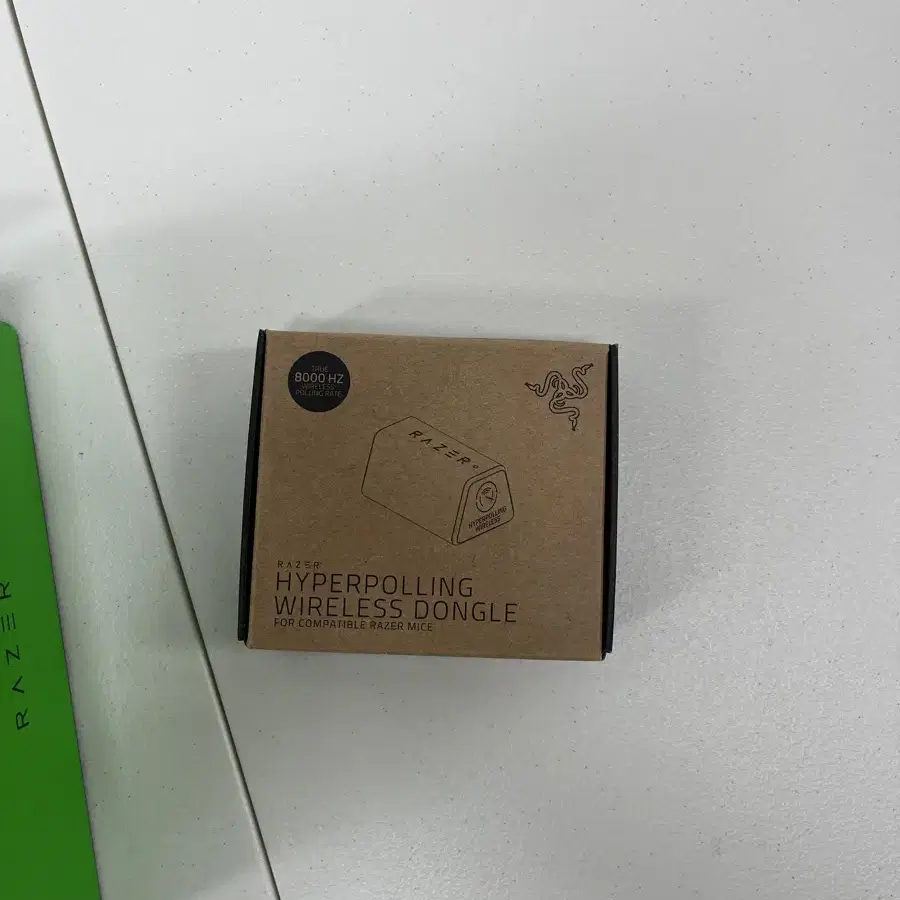 TRUE
8000 HZ
WIRELESS
POLLING RATE
RAZER
HYPERPOLLING
WIRELESS
RAZER
HYPERPOLLING
WIRELESS DONGLE
FOR COMPATIBLE RAZER MICE
RAZER